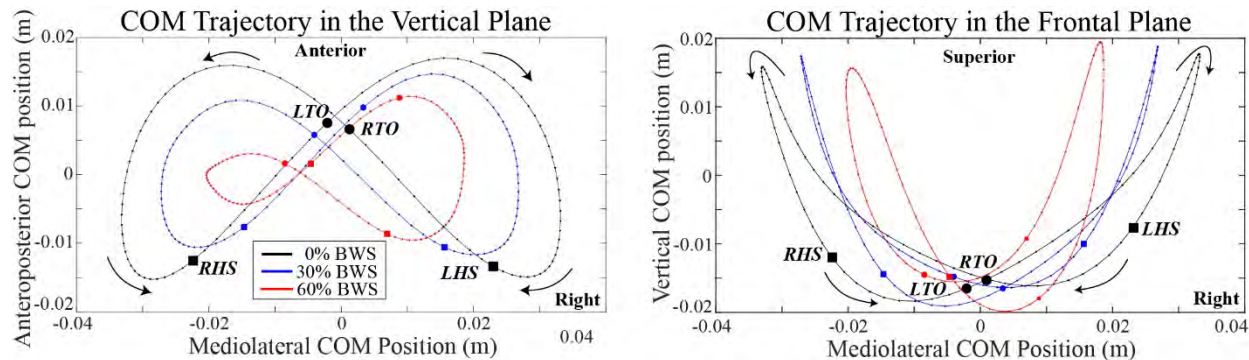 COM Trajectory in the Vertical Plane
Anteroposterior COM position (m)
0.02
0.01
0
-0.01
-0.02
Anterior
LTO
RTO
RHS
LHS
0% BWS
30% BWS
60% BWS
Right
-0.04
-0.02
0
0.02
0.04
Mediolateral COM Position (m)
COM Trajectory in the Frontal Plane
Vertical COM position (m)
0.02
0.01
0
-0.01
-0.02
Superior
RHS
LTO
RTO
LHS
Right
-0.04
-0.02
0
0.02
0.04
Mediolateral COM Position (m)